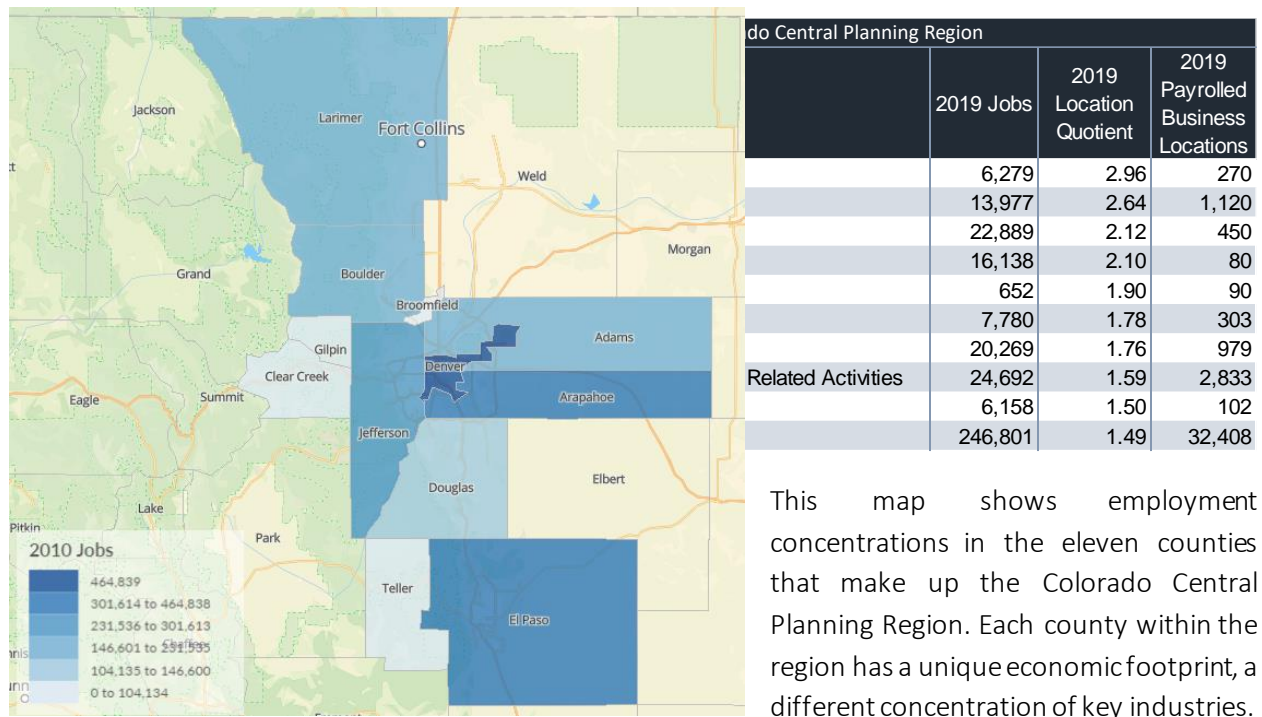 Jackson
Larimer
Fort Collins
Weld
Morgan
Grand
Boulder
Broomfield
Adams
Gilpin
Denver
Clear Creek
Eagle
Summit
Arapahoe
Jefferson
Douglas
Elbert
Lake
Pitkin
Park
Teller
El Paso
2010 Jobs
464,839
301,614 to 464,838
231,536 to 301,613
146,601 to 231,535
104,135 to 146,600
0 to 104,134
do Central Planning Region
2019 Jobs
2019
Location
Quotient
2019
Payrolled
Business
Locations
6,279 2.96 270
13,977 2.64 1,120
22,889 2.12 450
16,138 2.10 80
652 1.90 90
7,780 1.78 303
20,269 1.76 979
Related Activities 24,692 1.59 2,833
6,158 1.50 102
246,801 1.49 32,408
This map shows employment
concentrations in the eleven counties
that make up the Colorado Central
Planning Region. Each county within the
region has a unique economic footprint, a
different concentration of key industries.